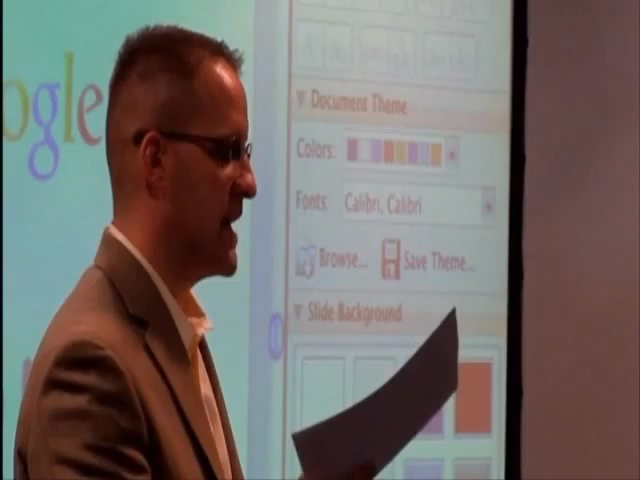 ogle
Document Theme
Colors:
Fonts: Calibri, Calibri
Browse... Save Theme...
Slide Background